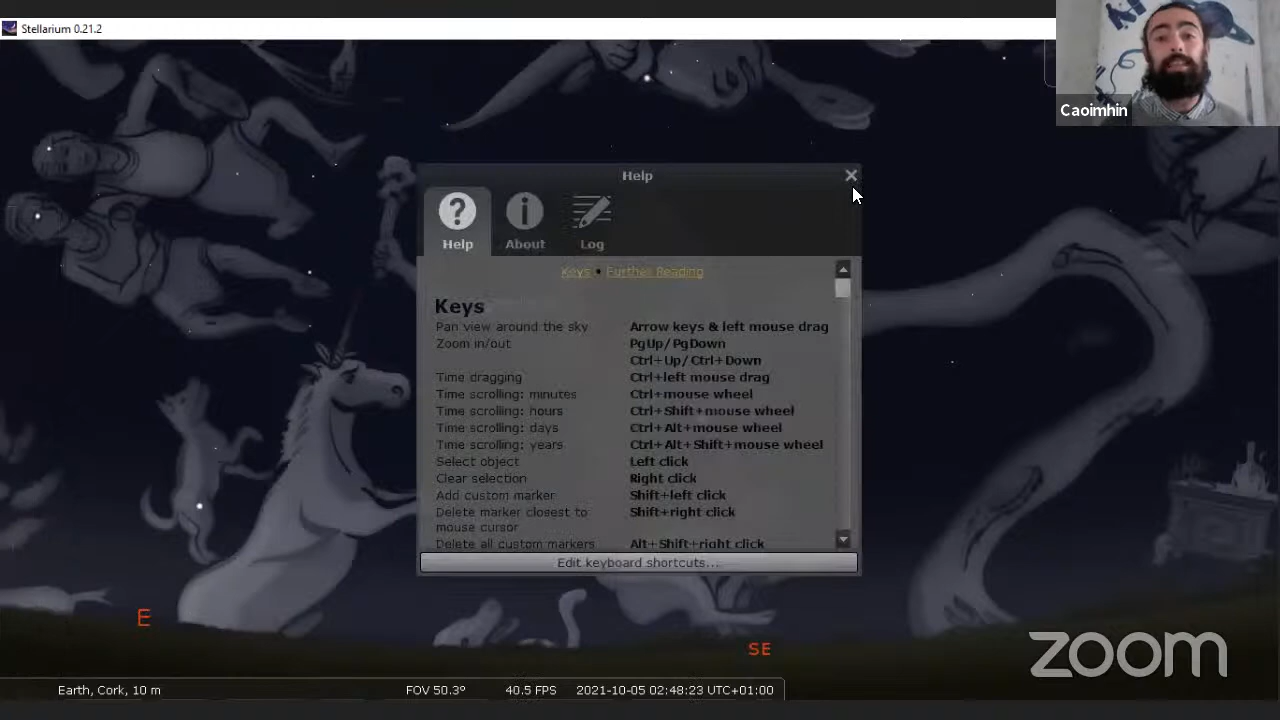 Stellarium 0.21.2
Caoimhin
Help
Help About Log
Keys • Further Reading
Keys
Pan view around the sky Arrow keys & left mouse drag
Zoom in/out PgUp/PgDown
Ctrl+Up/Ctrl+Down
Time dragging Ctrl+left mouse drag
Time scrolling: minutes Ctrl+mouse wheel
Time scrolling: hours Ctrl+Shift+mouse wheel
Time scrolling: days Ctrl+Alt+mouse wheel
Time scrolling: years Ctrl+Alt+Shift+mouse wheel
Select object Left click
Clear selection Right click
Add custom marker Shift+left click
Delete marker closest to Shift+right click
mouse cursor
Delete all custom markers Alt+Shift+right click
Edit keyboard shortcuts...
E
SE
zoom
Earth, Cork, 10 m FOV 50.3° 40.5 FPS 2021-10-05 02:48:23 UTC+01:00